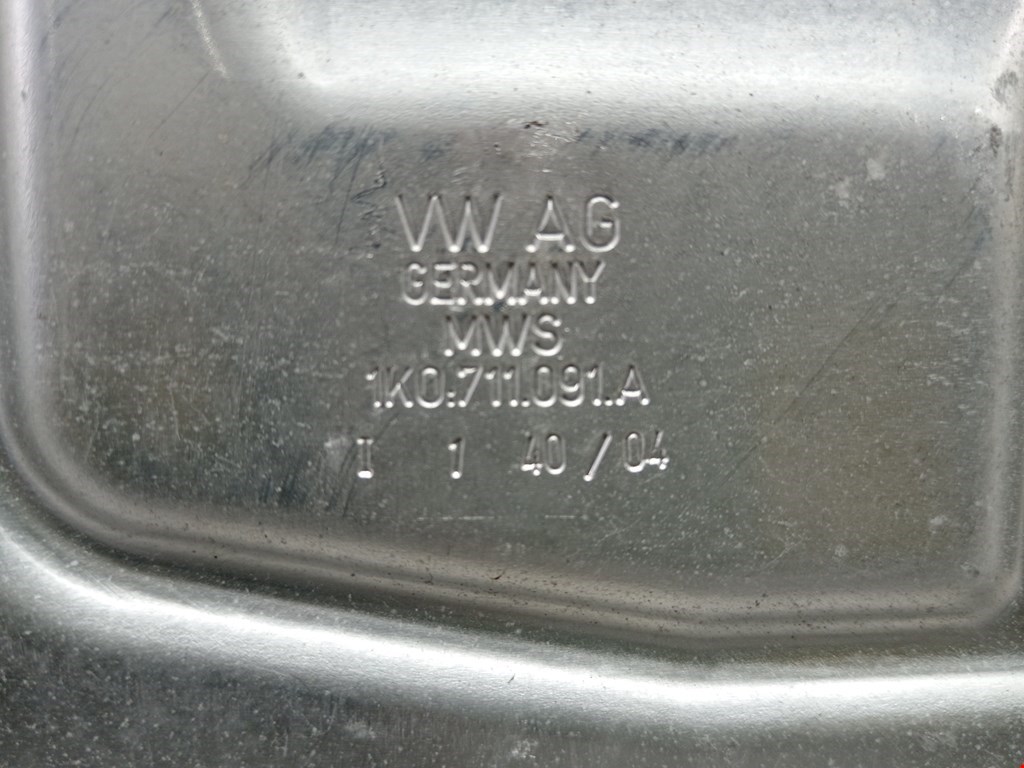 VW AG
GERMANY
MWS
1K0.711.091.A
I 1 40/04